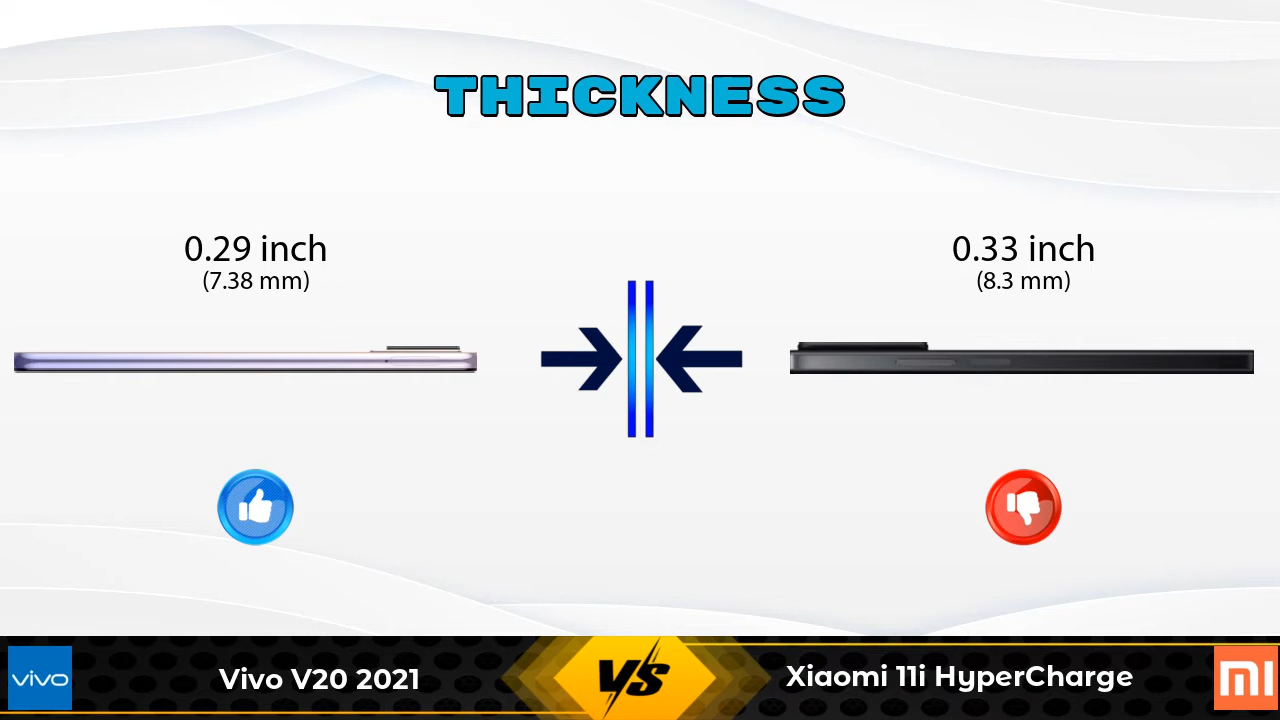 THICKNESS
0.29 inch
(7.38 mm)
0.33 inch
(8.3 mm)
vivo
Vivo V20 2021
VS
Xiaomi 11i HyperCharge
MI